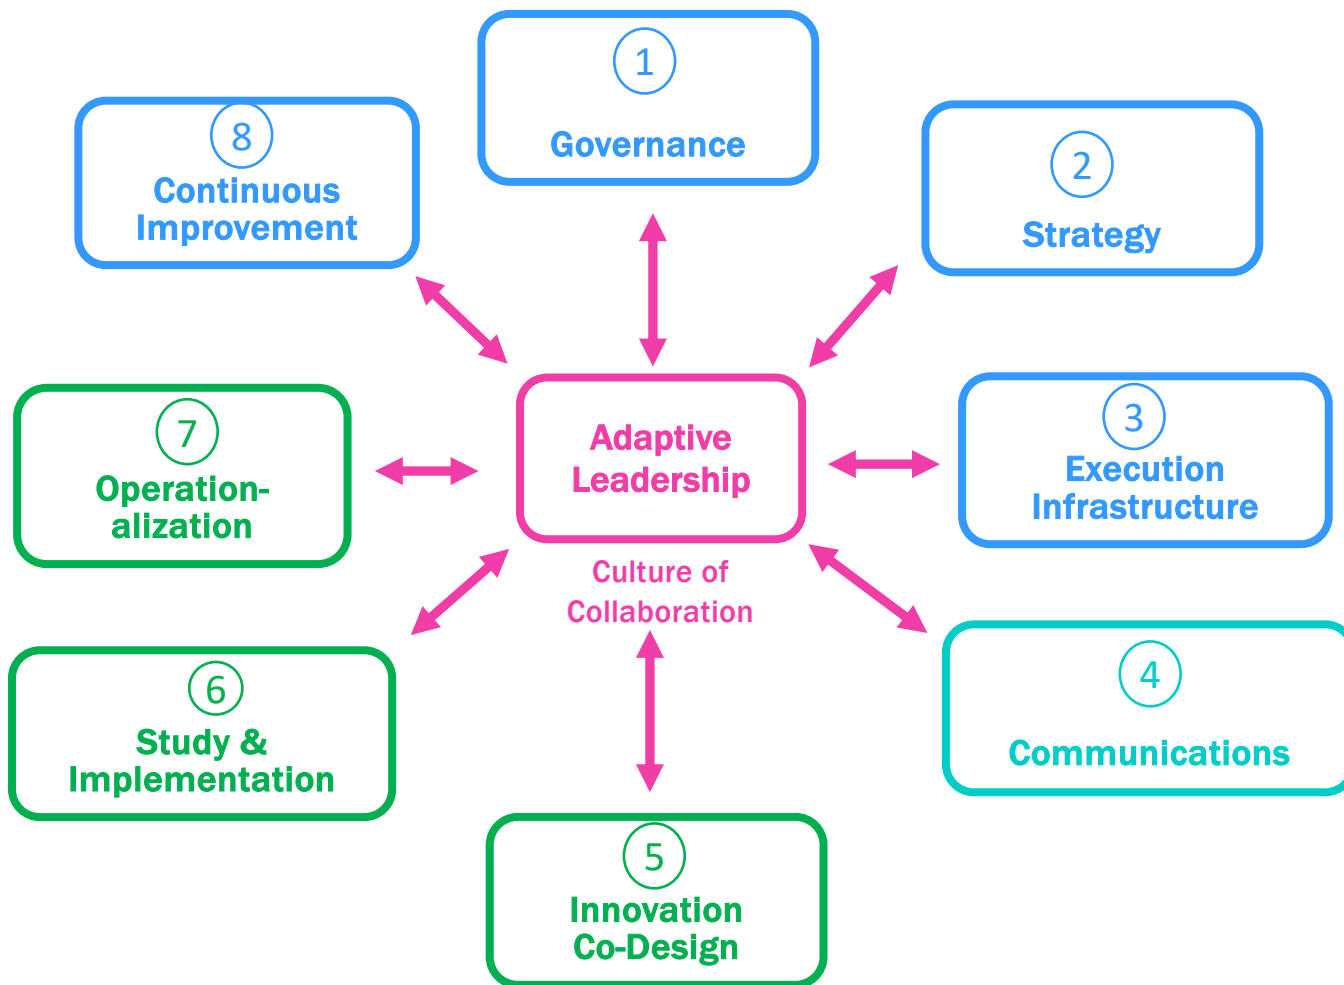 1
Governance
2
Strategy
3
Execution
Infrastructure
4
Communications
5
Innovation
Co-Design
6
Study &
Implementation
7
Operation-
alization
8
Continuous
Improvement
Adaptive
Leadership
Culture of
Collaboration